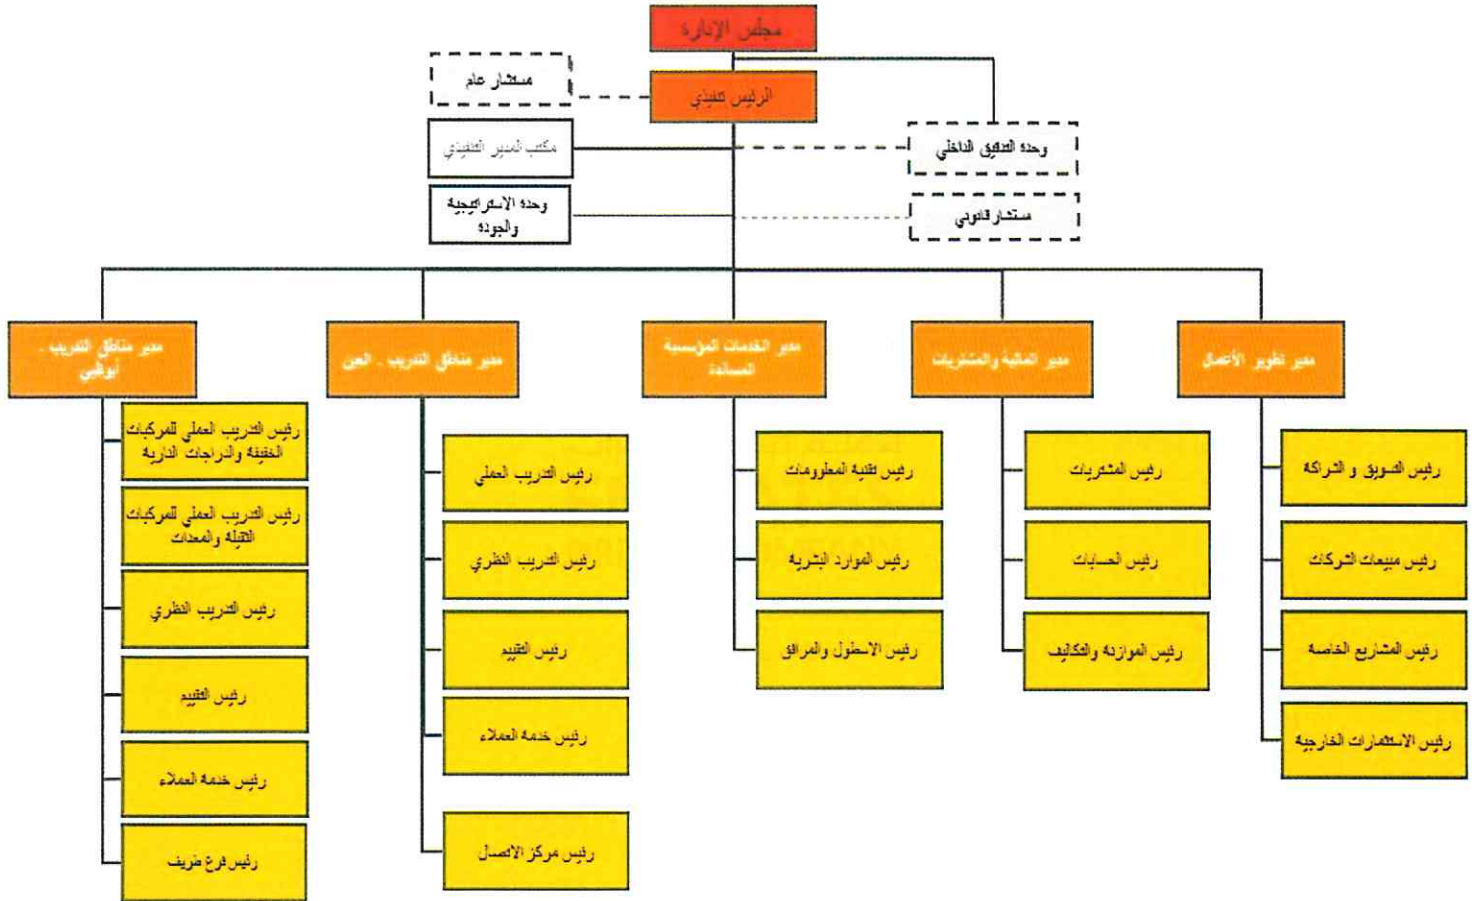 مجلس الإدارة
الرئيس تنفيذي
مستشار عام
مكتب المدير التنفيذي
وحدة التدقيق الداخلي
وحدة الاستراتيجية
والجودة
مستشار قانوني
مدير تطوير الأعمال
مدير المالية والمشتريات
مدير الخدمات المؤسسية
المساندة
مدير مناطق التدريب - العين
مدير مناطق التدريب -
أبوظبي
رئيس التسويق و الشراكة
رئيس مبيعات الشركات
رئيس المشاريع الخاصة
رئيس الاستثمارات الخارجية
رئيس المشتريات
رئيس الحسابات
رئيس الموازنة والتكاليف
رئيس تقنية المعلومات
رئيس الموارد البشرية
رئيس الاسطول والمرافق
رئيس التدريب العملي
رئيس التدريب النظري
رئيس التقييم
رئيس خدمة العملاء
رئيس مركز الاتصال
رئيس التدريب العملي للمركبات
الخفيفة والدراجات النارية
رئيس التدريب العملي للمركبات
الثقيلة والمعدات
رئيس التدريب النظري
رئيس التقييم
رئيس خدمة العملاء
رئيس فرع طريف